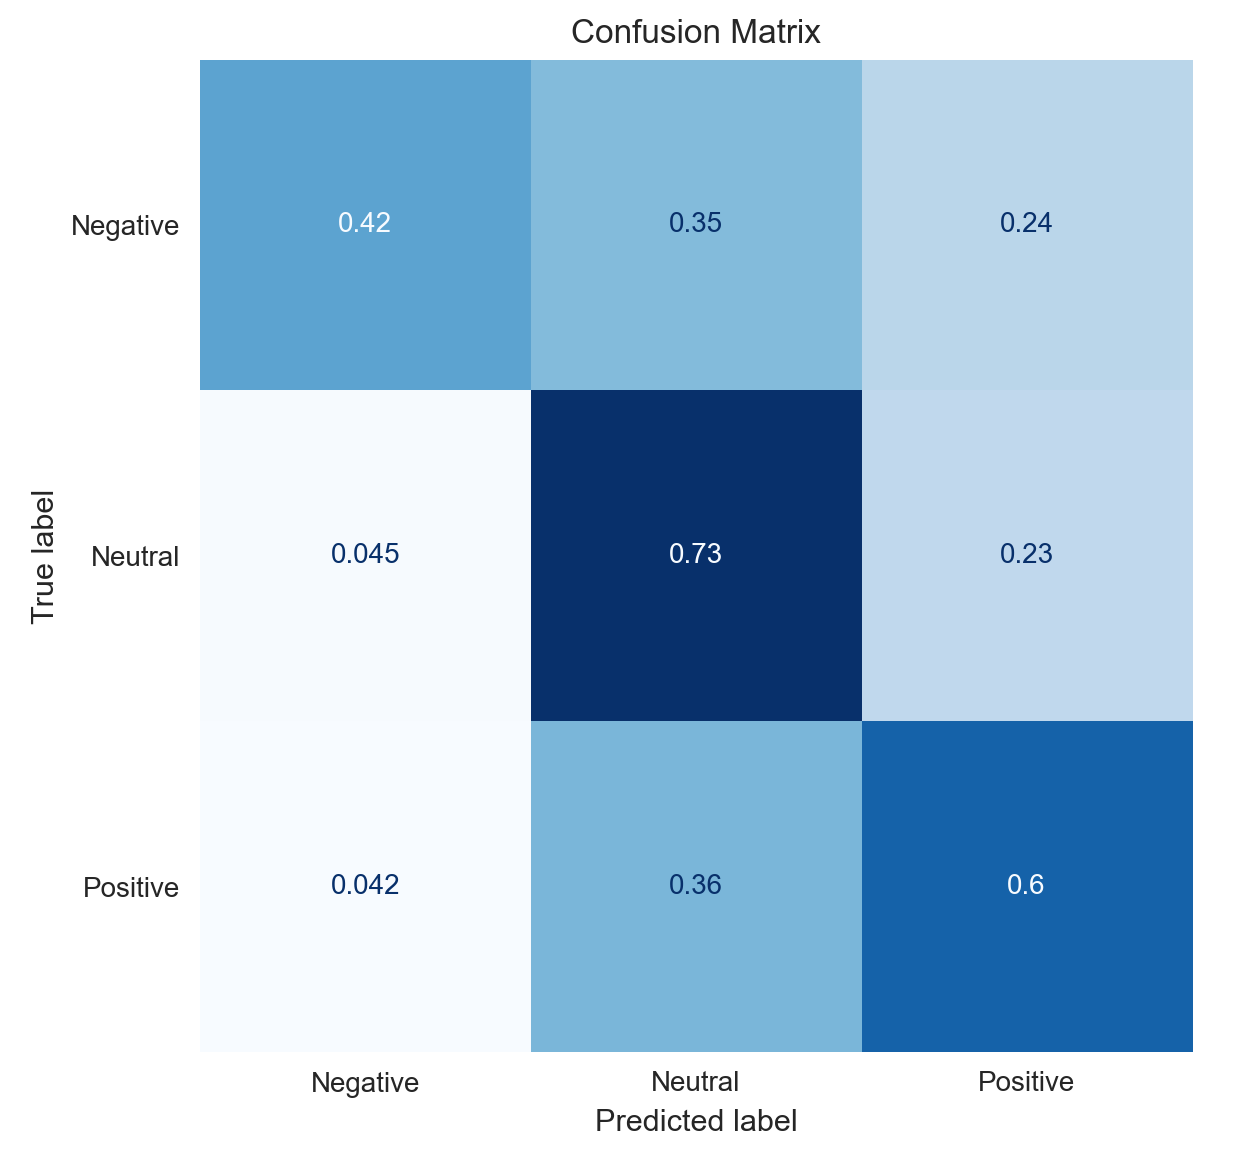 Confusion Matrix
Negative
0.42
0.35
0.24
True label
Neutral
0.045
0.73
0.23
Positive
0.042
0.36
0.6
Negative
Neutral
Positive
Predicted label